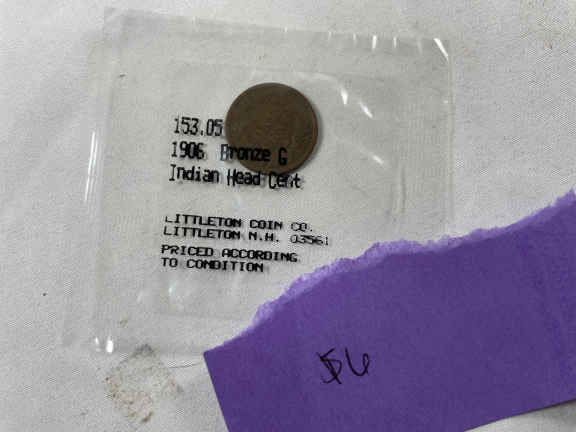 153.05
1906 Bronze G
Indian Head Cent
LITTLETON COIN CO.
LITTLETON N.H. 03561
PRICED ACCORDING
TO CONDITION
$6